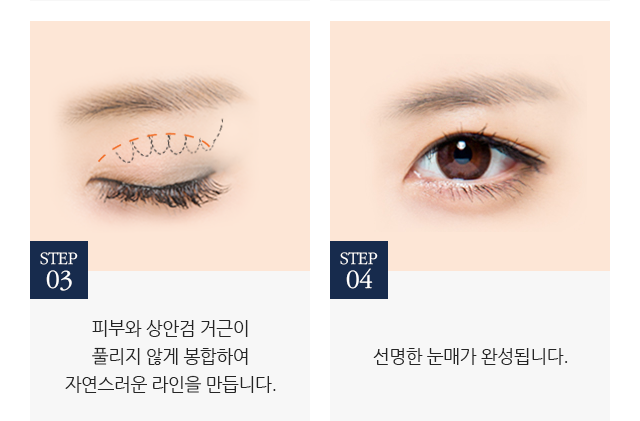 STEP
03
피부와 상안검 거근이
풀리지 않게 봉합하여
자연스러운 라인을 만듭니다.
STEP
04
선명한 눈매가 완성됩니다.